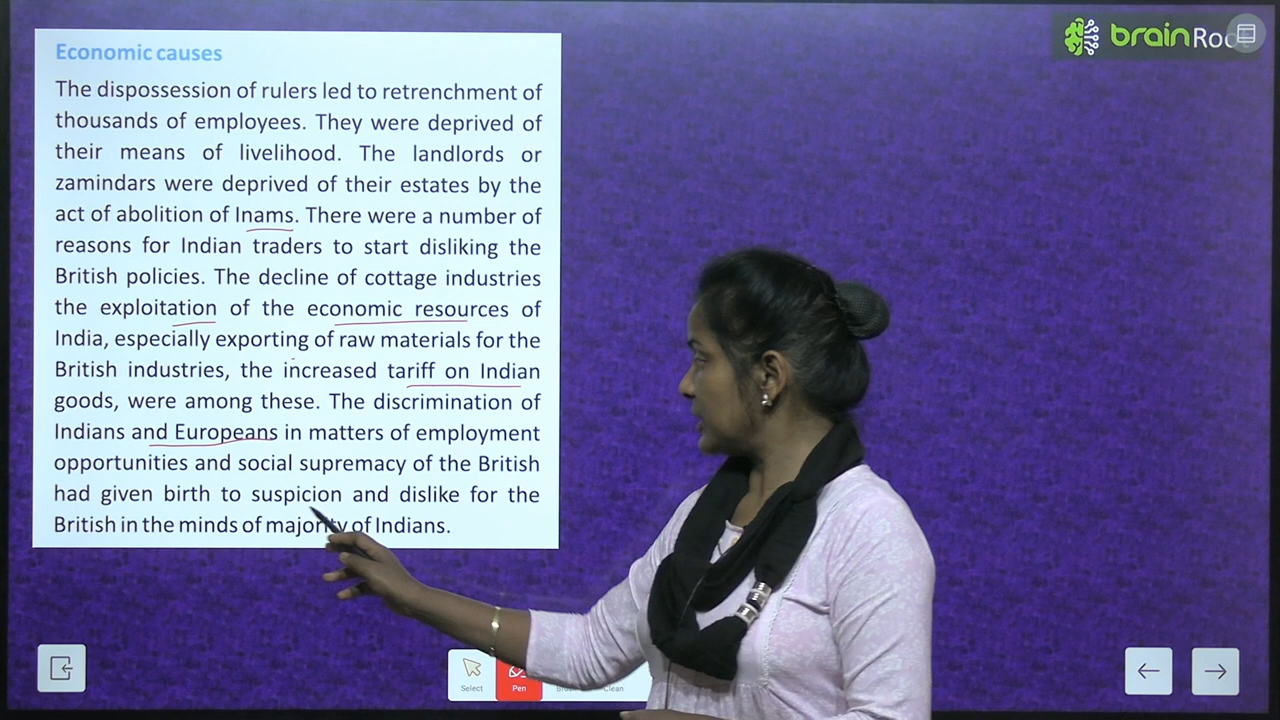 Economic causes
The dispossession of rulers led to retrenchment of
thousands of employees. They were deprived of
their means of livelihood. The landlords or
zamindars were deprived of their estates by the
act of abolition of Inams. There were a number of
reasons for Indian traders to start disliking the
British policies. The decline of cottage industries
the exploitation of the economic resources of
India, especially exporting of raw materials for the
British industries, the increased tariff on Indian
goods, were among these. The discrimination of
Indians and Europeans in matters of employment
opportunities and social supremacy of the British
had given birth to suspicion and dislike for the
British in the minds of majority of Indians.
brain
Select Pen Clean